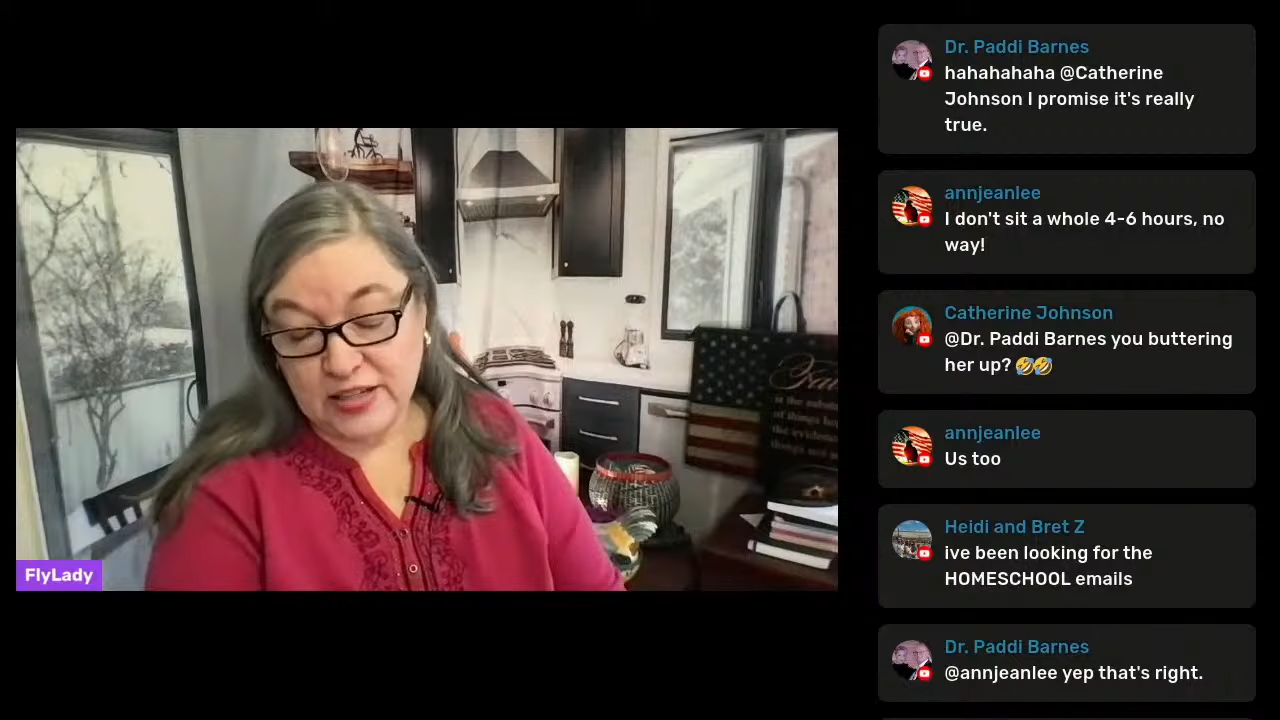 FlyLady
Dr. Paddi Barnes
hahahahaha @Catherine
Johnson I promise it's really
true.
annjeanlee
I don't sit a whole 4-6 hours, no
way!
Catherine Johnson
@Dr. Paddi Barnes you buttering
her up? 🤣🤣
annjeanlee
Us too
Heidi and Bret Z
ive been looking for the
HOMESCHOOL emails
Dr. Paddi Barnes
@annjeanlee yep that's right.